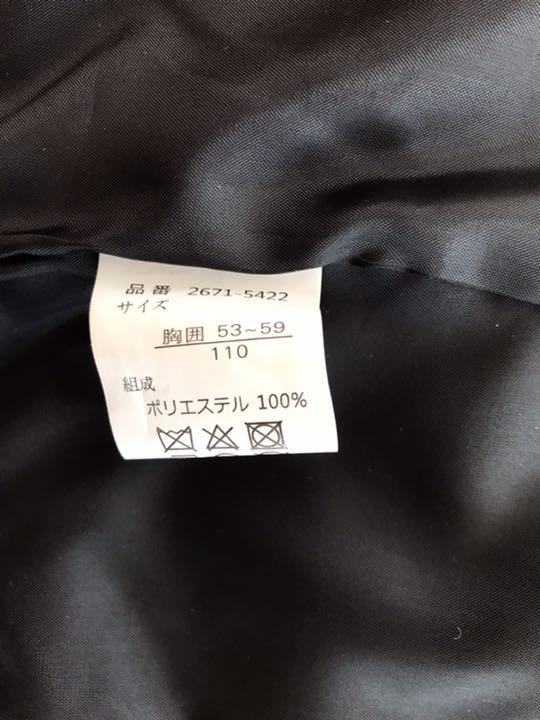 品番 2671-5422
サイズ
胸囲 53~59
110
組成
ポリエステル 100%